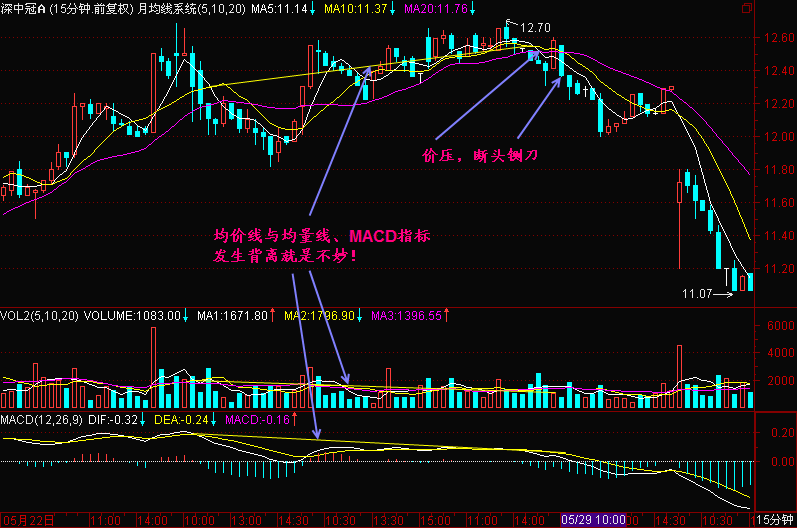 深中冠A (15分钟.前复权) 月均线系统(5,10,20) MA5:11.14↓ MA10:11.37↓ MA20:11.76↓
12.70
12.60
12.40
12.20
12.00
11.80
11.60
11.40
11.20
价压，断头铡刀
均价线与均量线、MACD指标
发生背离就是不妙！
11.07
VOL2(5,10,20) VOLUME:1083.00↓ MA1:1671.80↑ MA2:1796.90↓ MA3:1396.55↑
6000
4000
2000
MACD(12,26,9) DIF:-0.32↓ DEA:-0.24↓ MACD:-0.16↑
0.20
0.00
05月22日 11:00 14:00 10:00 13:00 14:30 10:30 13:30 15:00 11:00 14:00 05/29 10:00 14:30 10:30 15分钟